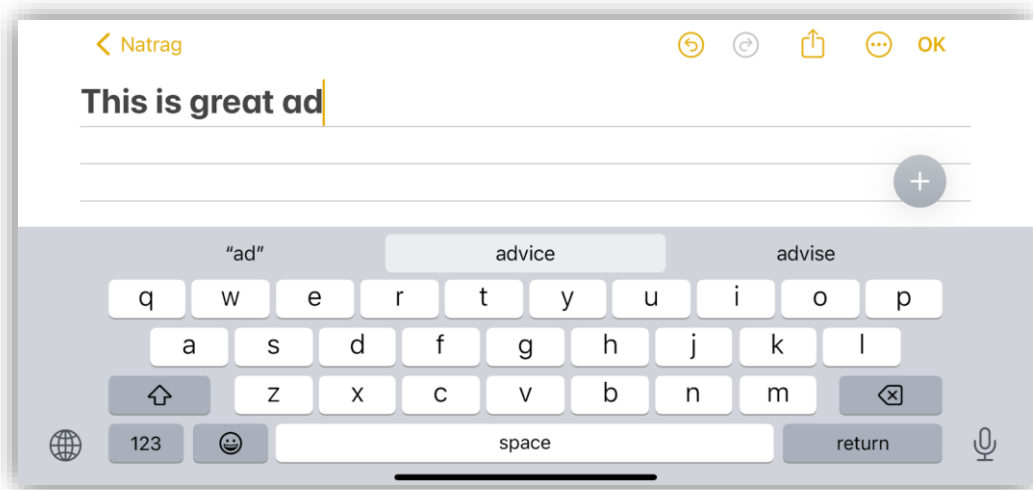 Natrag OK
This is great ad
“ad” advice advise
q w e r t y u i o p
a s d f g h j k l
z x c v b n m
123 space return